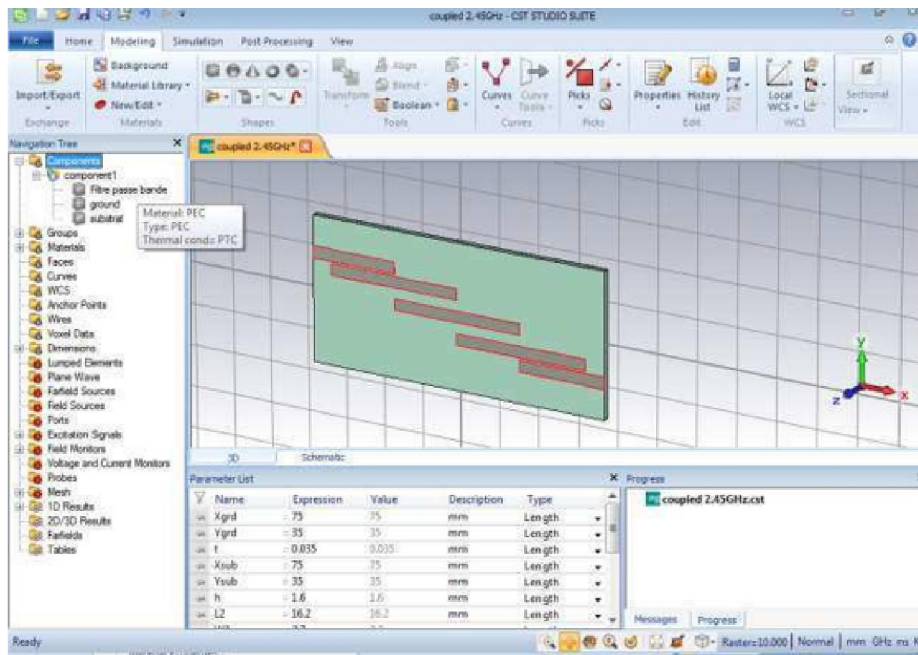 coupled 2.45GHz - CST STUDIO SUITE
File Home Modeling Simulation Post Processing View
Import/Export
Exchange
Background
Material Library
New/Edit
Materials
Shapes
Transform
Align
Blend
Boolean
Tools
Curves
Curve Tools
Curves
Picks
Picks
Properties
History List
Edit
Local WCS
WCS
Sectional View
Navigation Tree
coupled 2.45GHz*
Components
component1
Filtre passe bande
ground
substrat
Material: PEC
Type: PEC
Thermal cond.: PTC
Groups
Materials
Faces
Curves
WCS
Anchor Points
Wires
Voxel Data
Dimensions
Lumped Elements
Plane Wave
Farfield Sources
Field Sources
Ports
Excitation Signals
Field Monitors
Voltage and Current Monitors
Probes
Mesh
1D Results
2D/3D Results
Farfields
Tables
y
x
z
3D Schematic
Parameter List
Name Expression Value Description Type
Xgrd = 75 75 mm Length
Ygrd = 35 35 mm Length
t = 0.035 0.035 mm Length
Xsub = 75 75 mm Length
Ysub = 35 35 mm Length
h = 1.6 1.6 mm Length
L2 = 16.2 16.2 mm Length
Progress
coupled 2.45GHz.cst
Messages Progress
Ready
Raster=10.000 Normal mm GHz ns K